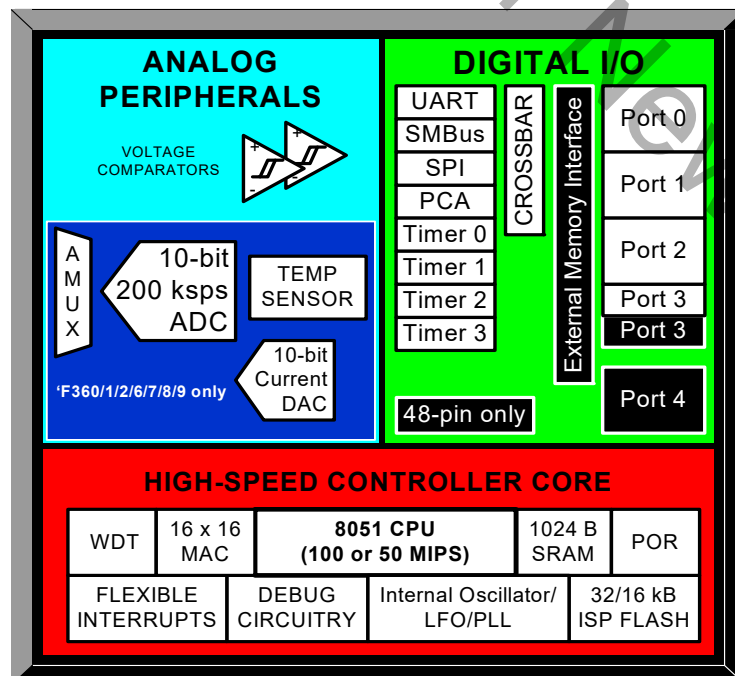 ANALOG
PERIPHERALS
VOLTAGE
COMPARATORS
+
-
+
-
A
M
U
X
10-bit
200 ksps
ADC
TEMP
SENSOR
10-bit
Current
DAC
‘F360/1/2/6/7/8/9 only
DIGITAL I/O
UART
SMBus
SPI
PCA
Timer 0
Timer 1
Timer 2
Timer 3
CROSSBAR
External Memory Interface
Port 0
Port 1
Port 2
Port 3
Port 3
Port 4
48-pin only
HIGH-SPEED CONTROLLER CORE
WDT
16 x 16
MAC
8051 CPU
(100 or 50 MIPS)
1024 B
SRAM
POR
FLEXIBLE
INTERRUPTS
DEBUG
CIRCUITRY
Internal Oscillator/
LFO/PLL
32/16 kB
ISP FLASH
New